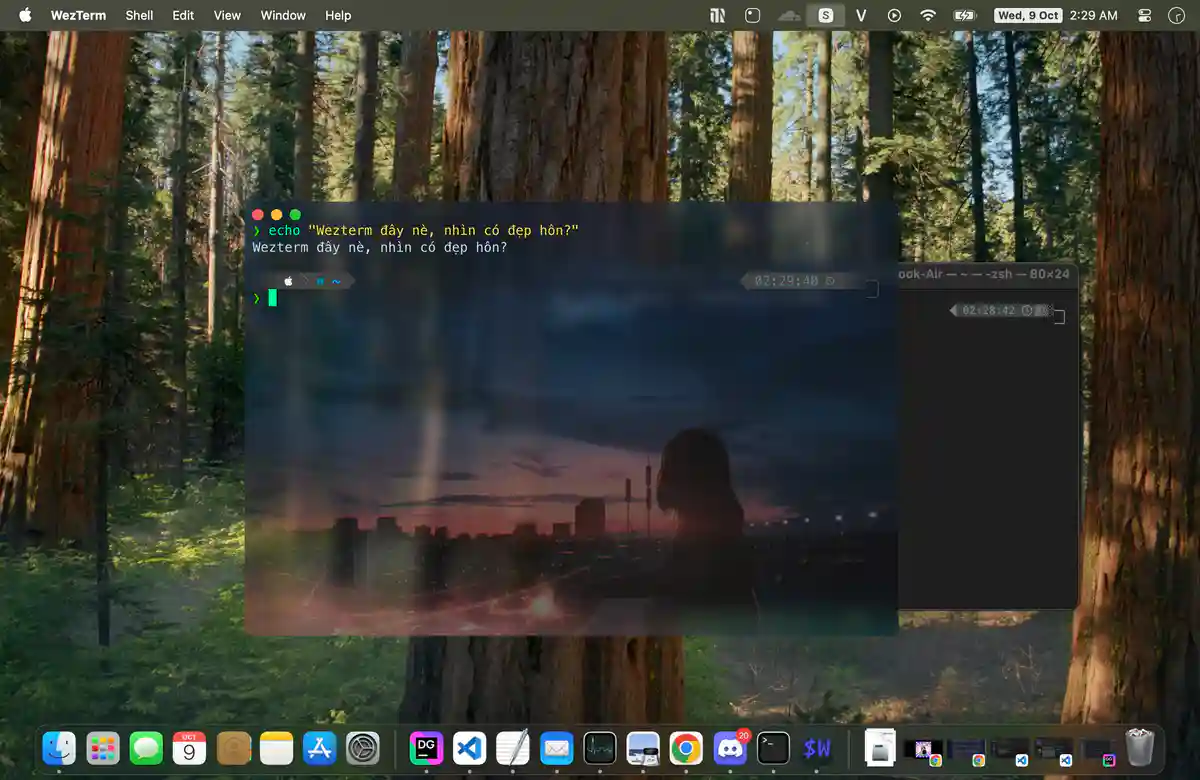 WezTerm Shell Edit View Window Help S V Wed, 9 Oct 2:29 AM
❯ echo "Wezterm đây nè, nhìn có đẹp hôn?"
Wezterm đây nè, nhìn có đẹp hôn?
~ 02:29:40
❯
ook-Air — ~ — -zsh — 80×24
02:28:42
OCT
9
DG
20
>_
$W